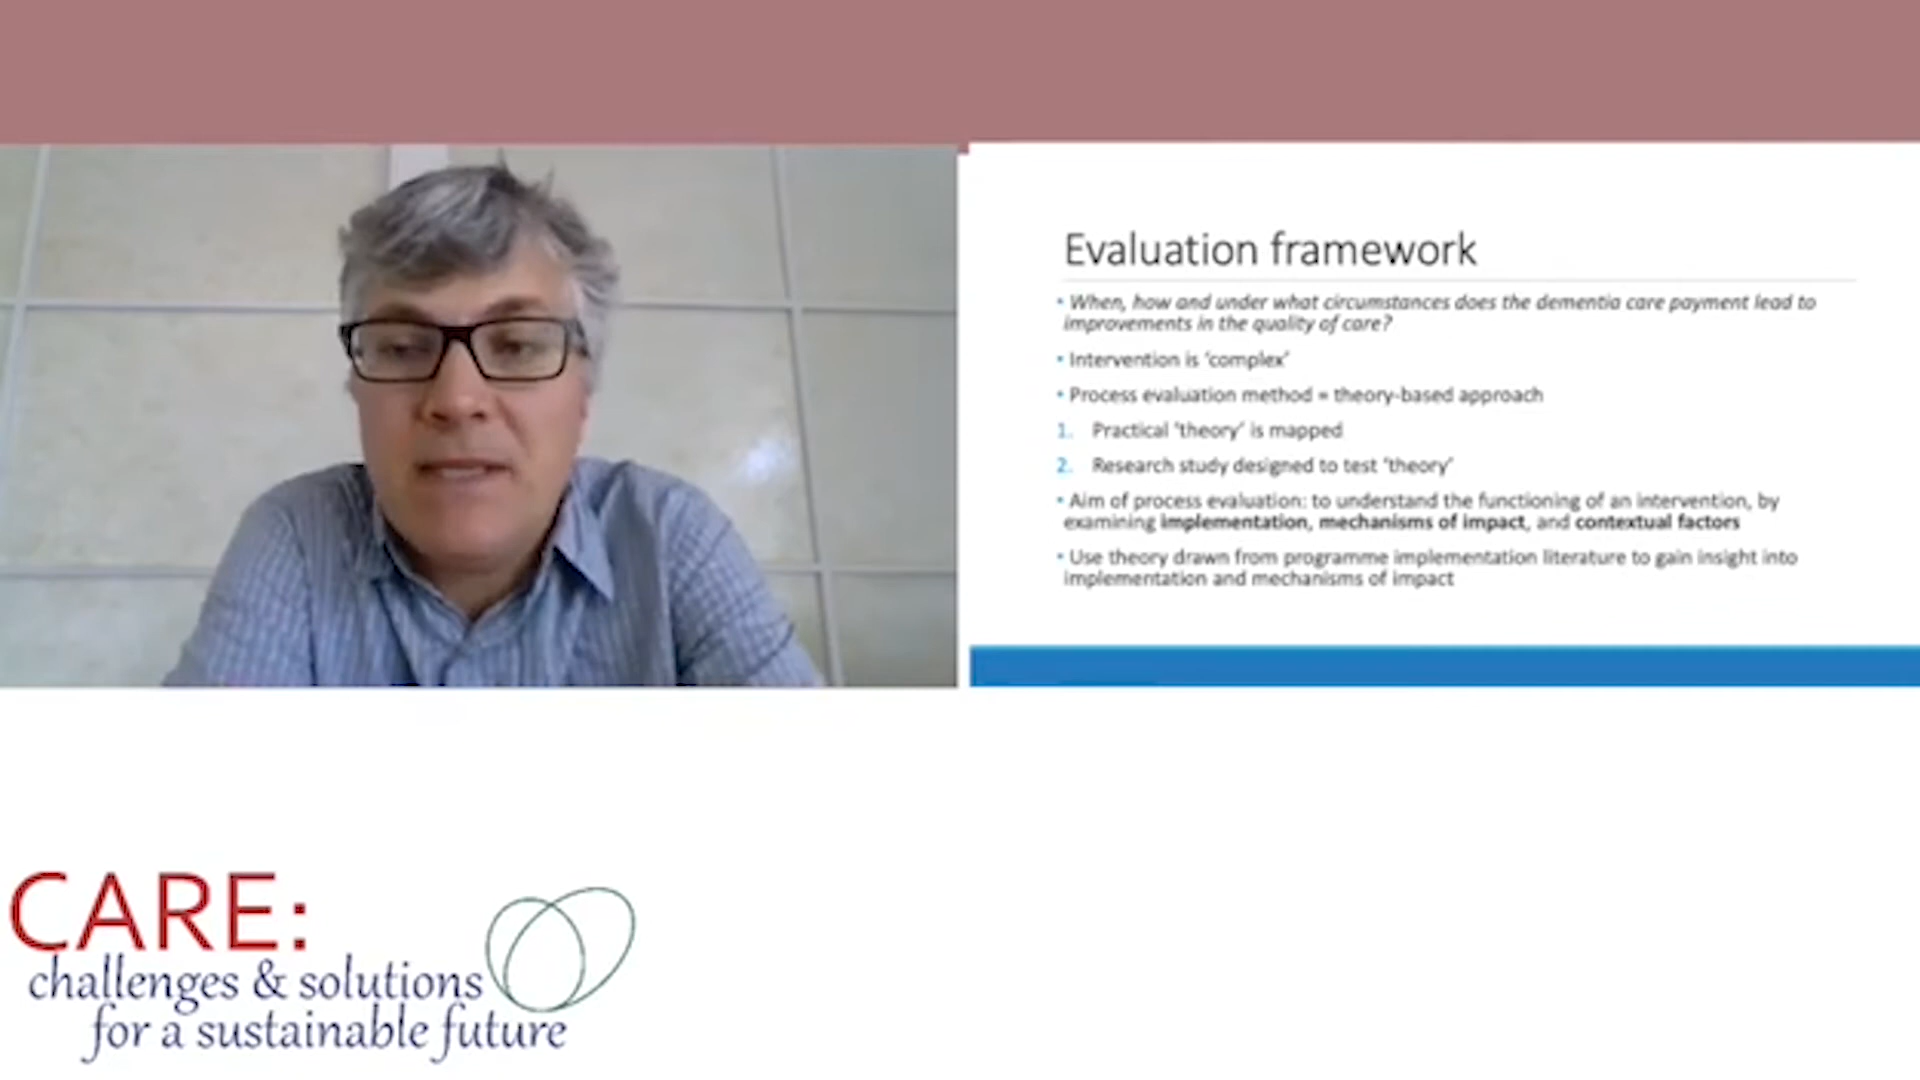 Evaluation framework
• When, how and under what circumstances does the dementia care payment lead to
improvements in the quality of care?
• Intervention is ‘complex’
• Process evaluation method = theory-based approach
1. Practical ‘theory’ is mapped
2. Research study designed to test ‘theory’
• Aim of process evaluation: to understand the functioning of an intervention, by
examining implementation, mechanisms of impact, and contextual factors
• Use theory drawn from programme implementation literature to gain insight into
implementation and mechanisms of impact
CARE:
challenges & solutions
for a sustainable future